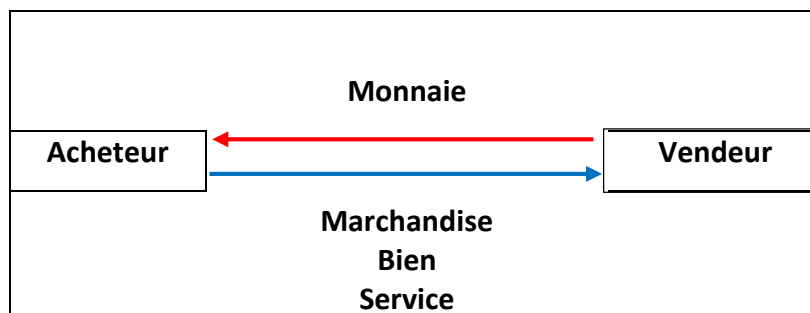 Monnaie
Acheteur
Vendeur
Marchandise
Bien
Service